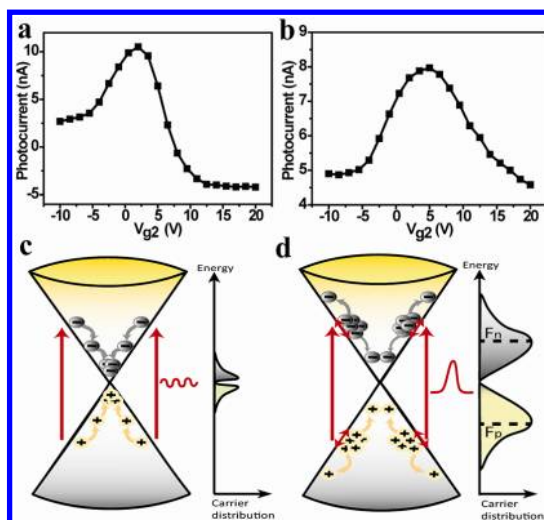 a
Photocurrent (nA)
10
5
0
-5
-10 -5 0 5 10 15 20
Vg2 (V)
b
Photocurrent (nA)
9
8
7
6
5
4
-10 -5 0 5 10 15 20
Vg2 (V)
c
Energy
Carrier
distribution
d
Energy
Fn
Fp
Carrier
distribution